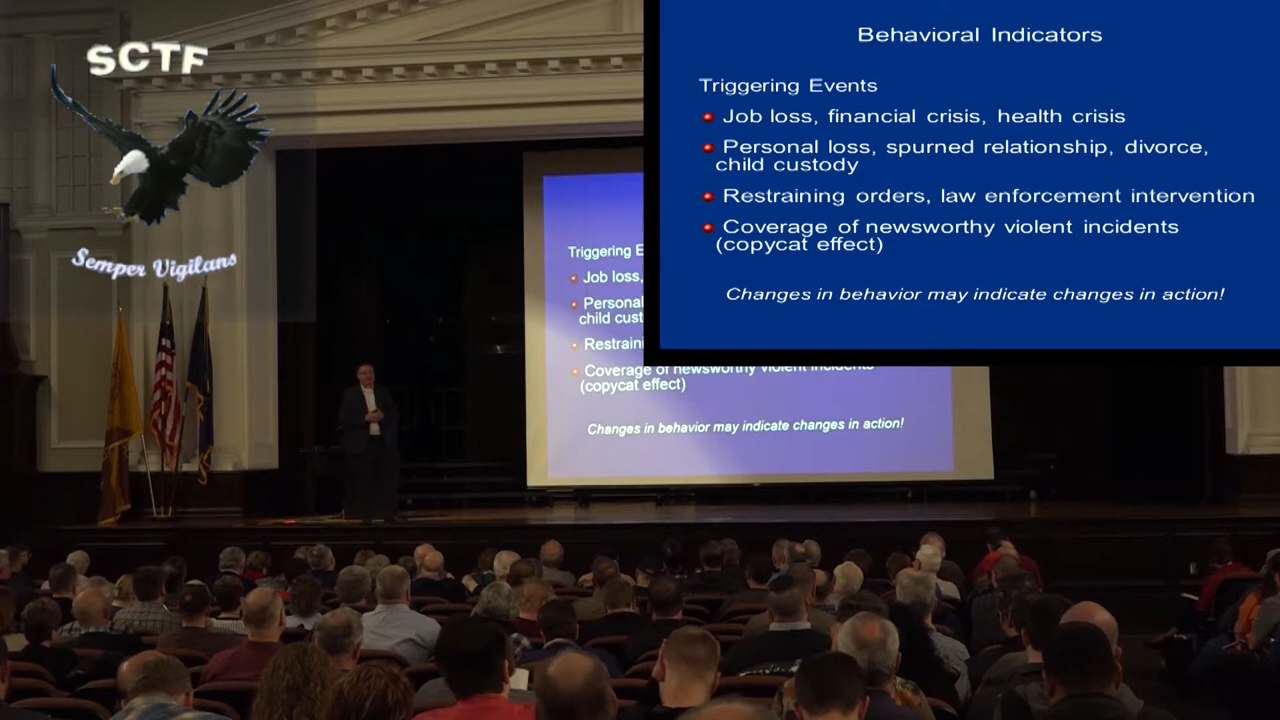 SCTF
Semper Vigilans
Behavioral Indicators
Triggering Events
Job loss, financial crisis, health crisis
Personal loss, spurned relationship, divorce,
child custody
Restraining orders, law enforcement intervention
Coverage of newsworthy violent incidents
(copycat effect)
Changes in behavior may indicate changes in action!
Triggering E
Job loss,
Personal
child cust
Restraini
Coverage of newsworthy violent incidents
(copycat effect)
Changes in behavior may indicate changes in action!